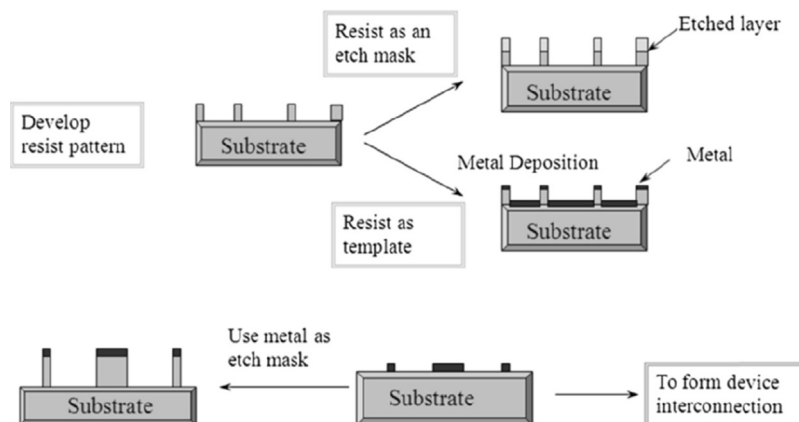 Resist as an
etch mask
Etched layer
Substrate
Develop
resist pattern
Substrate
Metal Deposition
Metal
Resist as
template
Substrate
Use metal as
etch mask
Substrate
Substrate
To form device
interconnection